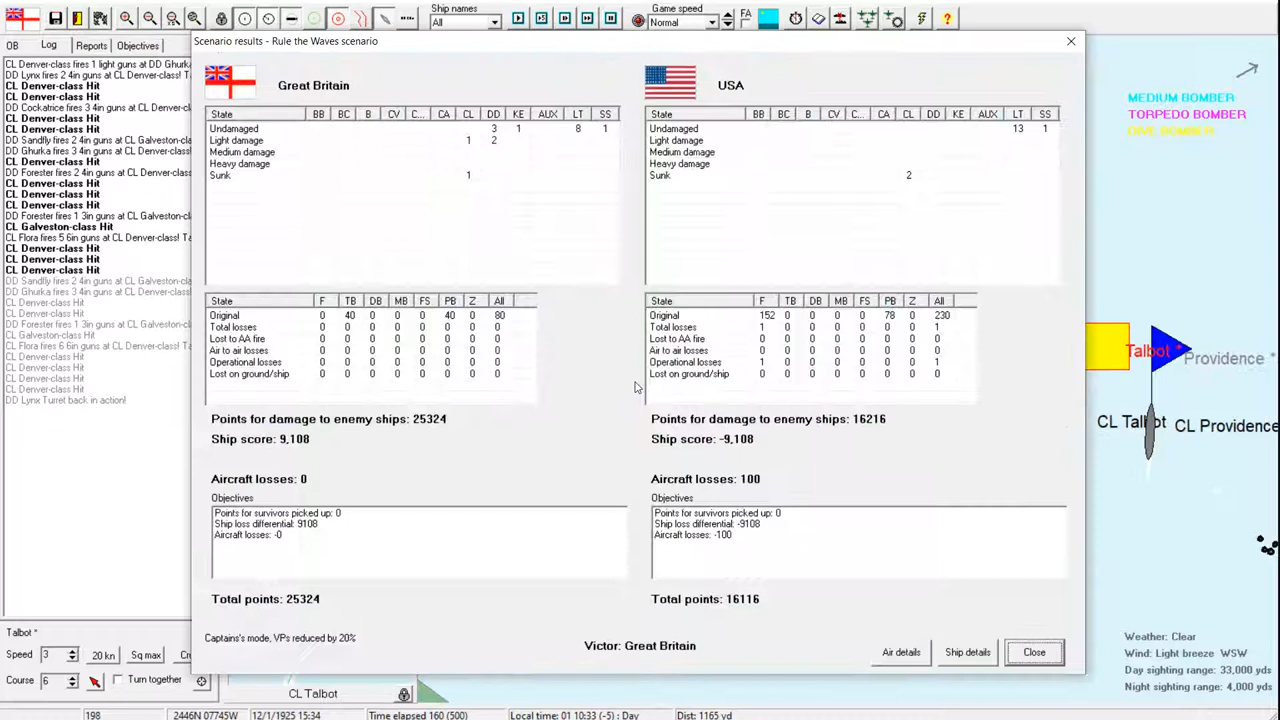 Ship names
Game speed
All
Normal
FA
OB Log Reports Objectives
CL Denver-class fires 1 light guns at DD Ghurka
DD Lynx fires 2 4in guns at CL Denver-class! Ta
CL Denver-class Hit
CL Denver-class Hit
DD Cockatrice fires 3 4in guns at CL Denver-clas
CL Denver-class Hit
CL Denver-class Hit
DD Sandlly fires 2 4in guns at CL Galveston-clas
DD Ghurka fires 3 4in guns at CL Denver-class!
CL Denver-class Hit
DD Forester fires 2 4in guns at CL Denver-class
CL Denver-class Hit
CL Denver-class Hit
CL Denver-class Hit
DD Forester fires 1 3in guns at CL Galveston-cl
CL Galveston-class Hit
CL Flora fires 5 6in guns at CL Denver-class! Ta
CL Denver-class Hit
CL Denver-class Hit
CL Denver-class Hit
DD Sandlly fires 2 4in guns at CL Denver-class
DD Ghurka fires 3 4in guns at CL Denver-class!
CL Denver-class Hit
CL Denver-class Hit
DD Forester fires 1 3in guns at CL Denver-class
CL Galveston-class Hit
CL Flora fires 6 6in guns at CL Denver-class! Ta
CL Denver-class Hit
CL Denver-class Hit
CL Denver-class Hit
CL Denver-class Hit
DD Lynx Turret back in action!
Scenario results - Rule the Waves scenario
Great Britain
State BB BC B CV C... CA CL DD KE AUX LT SS
Undamaged 3 1 8 1
Light damage 1 2
Medium damage
Heavy damage
Sunk 1
State F TB DB MB FS PB Z All
Original 0 40 0 0 0 40 0 80
Total losses 0 0 0 0 0 0 0 0
Lost to AA fire 0 0 0 0 0 0 0 0
Air to air losses 0 0 0 0 0 0 0 0
Operational losses 0 0 0 0 0 0 0 0
Lost on ground/ship 0 0 0 0 0 0 0 0
Points for damage to enemy ships: 25324
Ship score: 9,108
Aircraft losses: 0
Objectives
Points for survivors picked up: 0
Ship loss differential: 9108
Aircraft losses: -0
Total points: 25324
USA
State BB BC B CV C... CA CL DD KE AUX LT SS
Undamaged 13 1
Light damage
Medium damage
Heavy damage
Sunk 2
State F TB DB MB FS PB Z All
Original 152 0 0 0 0 78 0 230
Total losses 1 0 0 0 0 0 0 1
Lost to AA fire 0 0 0 0 0 0 0 0
Air to air losses 0 0 0 0 0 0 0 0
Operational losses 1 0 0 0 0 0 0 1
Lost on ground/ship 0 0 0 0 0 0 0 0
Points for damage to enemy ships: 16216
Ship score: -9,108
Aircraft losses: 100
Objectives
Points for survivors picked up: 0
Ship loss differential: -9108
Aircraft losses: -100
Total points: 16116
Captains's mode, VPs reduced by 20%
Victor: Great Britain
Air details Ship details Close
MEDIUM BOMBER
TORPEDO BOMBER
DIVE BOMBER
Talbot * Providence *
CL Talbot CL Providence
Weather: Clear
Wind: Light breeze WSW
Day sighting range: 33,000 yds
Night sighting range: 4,000 yds
Talbot *
Speed 3 20 kn Sq max Cru
Course 6 Turn together
CL Talbot
198 2446N 07745W 12/1/1925 15:34 Time elapsed 160 (500) Local time: 01 10:33 (-5) : Day Dist: 1165 yd